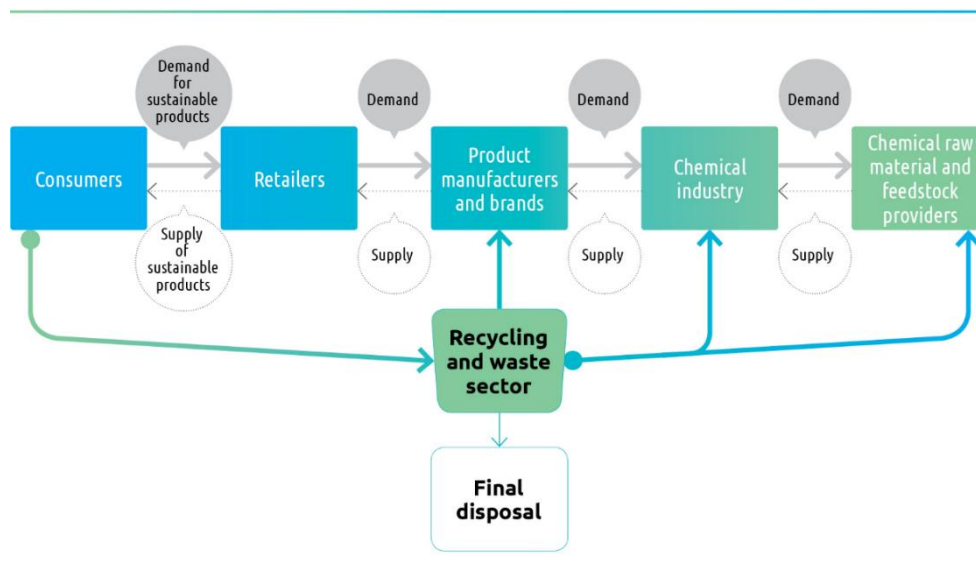 Demand
for
sustainable
products
Demand
Demand
Demand
Consumers
Retailers
Product
manufacturers
and brands
Chemical
industry
Chemical raw
material and
feedstock
providers
Supply
of
sustainable
products
Supply
Supply
Supply
Recycling
and waste
sector
Final
disposal